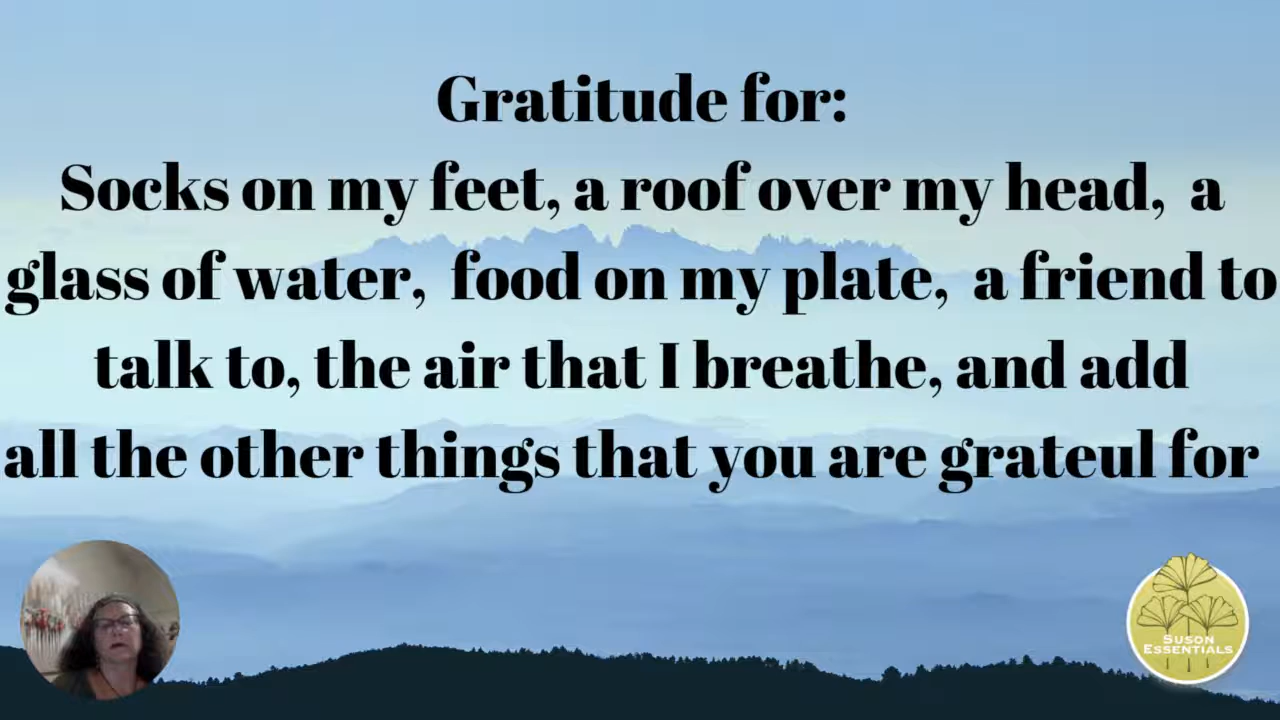 Gratitude for:
Socks on my feet, a roof over my head, a
glass of water, food on my plate, a friend to
talk to, the air that I breathe, and add
all the other things that you are grateul for
SUSON
ESSENTIALS